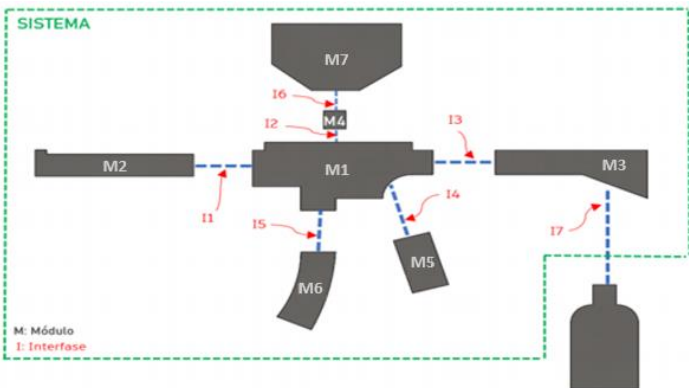 SISTEMA
M7
I6
M4
I2
I3
M2
M1
M3
I1
I5
I4
I7
M5
M6
M: Módulo
I: Interfase